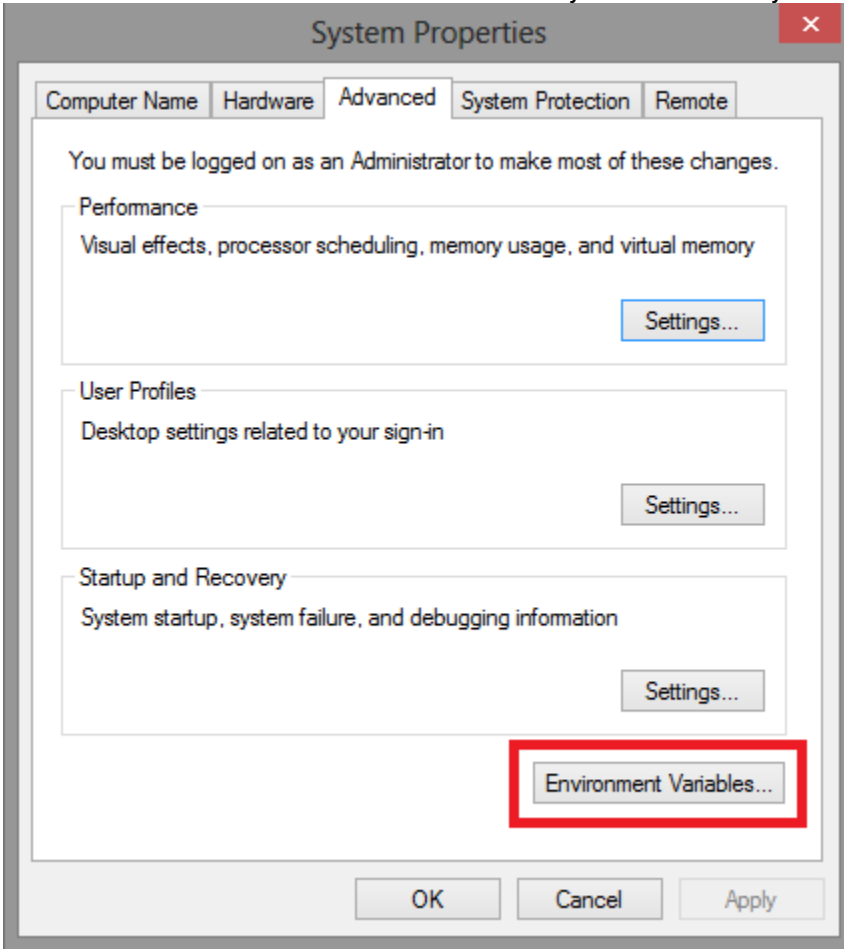 System Properties
Computer Name Hardware Advanced System Protection Remote
You must be logged on as an Administrator to make most of these changes.
Performance
Visual effects, processor scheduling, memory usage, and virtual memory
Settings...
User Profiles
Desktop settings related to your sign-in
Settings...
Startup and Recovery
System startup, system failure, and debugging information
Settings...
Environment Variables...
OK Cancel Apply